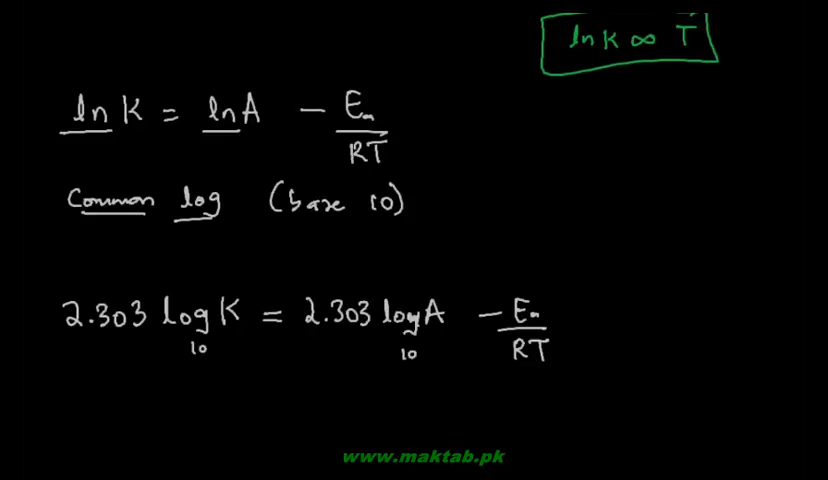 ln K ∝ T
ln K = ln A - Ea/RT
Common log (base 10)
2.303 log₁₀ K = 2.303 log₁₀ A - Ea/RT
www.maktab.pk